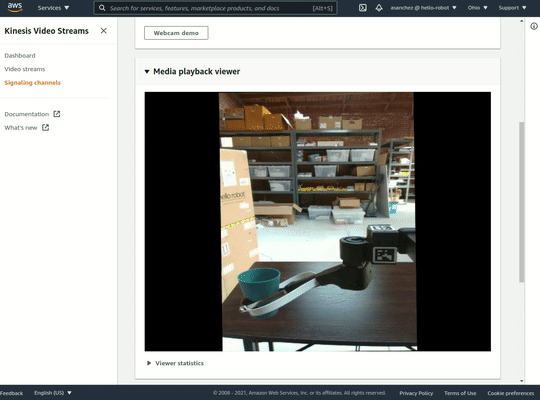 aws
Services
Search for services, features, marketplace products, and docs
[Alt+S]
asanchez @ hello-robot
Ohio
Support
Kinesis Video Streams
Dashboard
Video streams
Signaling channels
Documentation
What's new
Webcam demo
Media playback viewer
hello robot
Viewer statistics
Feedback
English (US)
© 2008 - 2021, Amazon Web Services, Inc. or its affiliates. All rights reserved.
Privacy Policy
Terms of Use
Cookie preferences